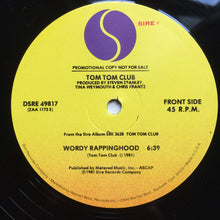 SIRE
PROMOTIONAL COPY NOT FOR SALE
TOM TOM CLUB
PRODUCED BY STEVEN STANLEY,
TINA WEYMOUTH & CHRIS FRANTZ
DSRE 49817
(ZAA 1172 S)
FRONT SIDE
45 R.P.M.
From the Sire Album SRK 3628 TOM TOM CLUB
WORDY RAPPINGHOOD 6:39
(Tom Tom Club ©1981)
Published by Metered Music, Inc. - ASCAP
℗1981 Sire Records Company